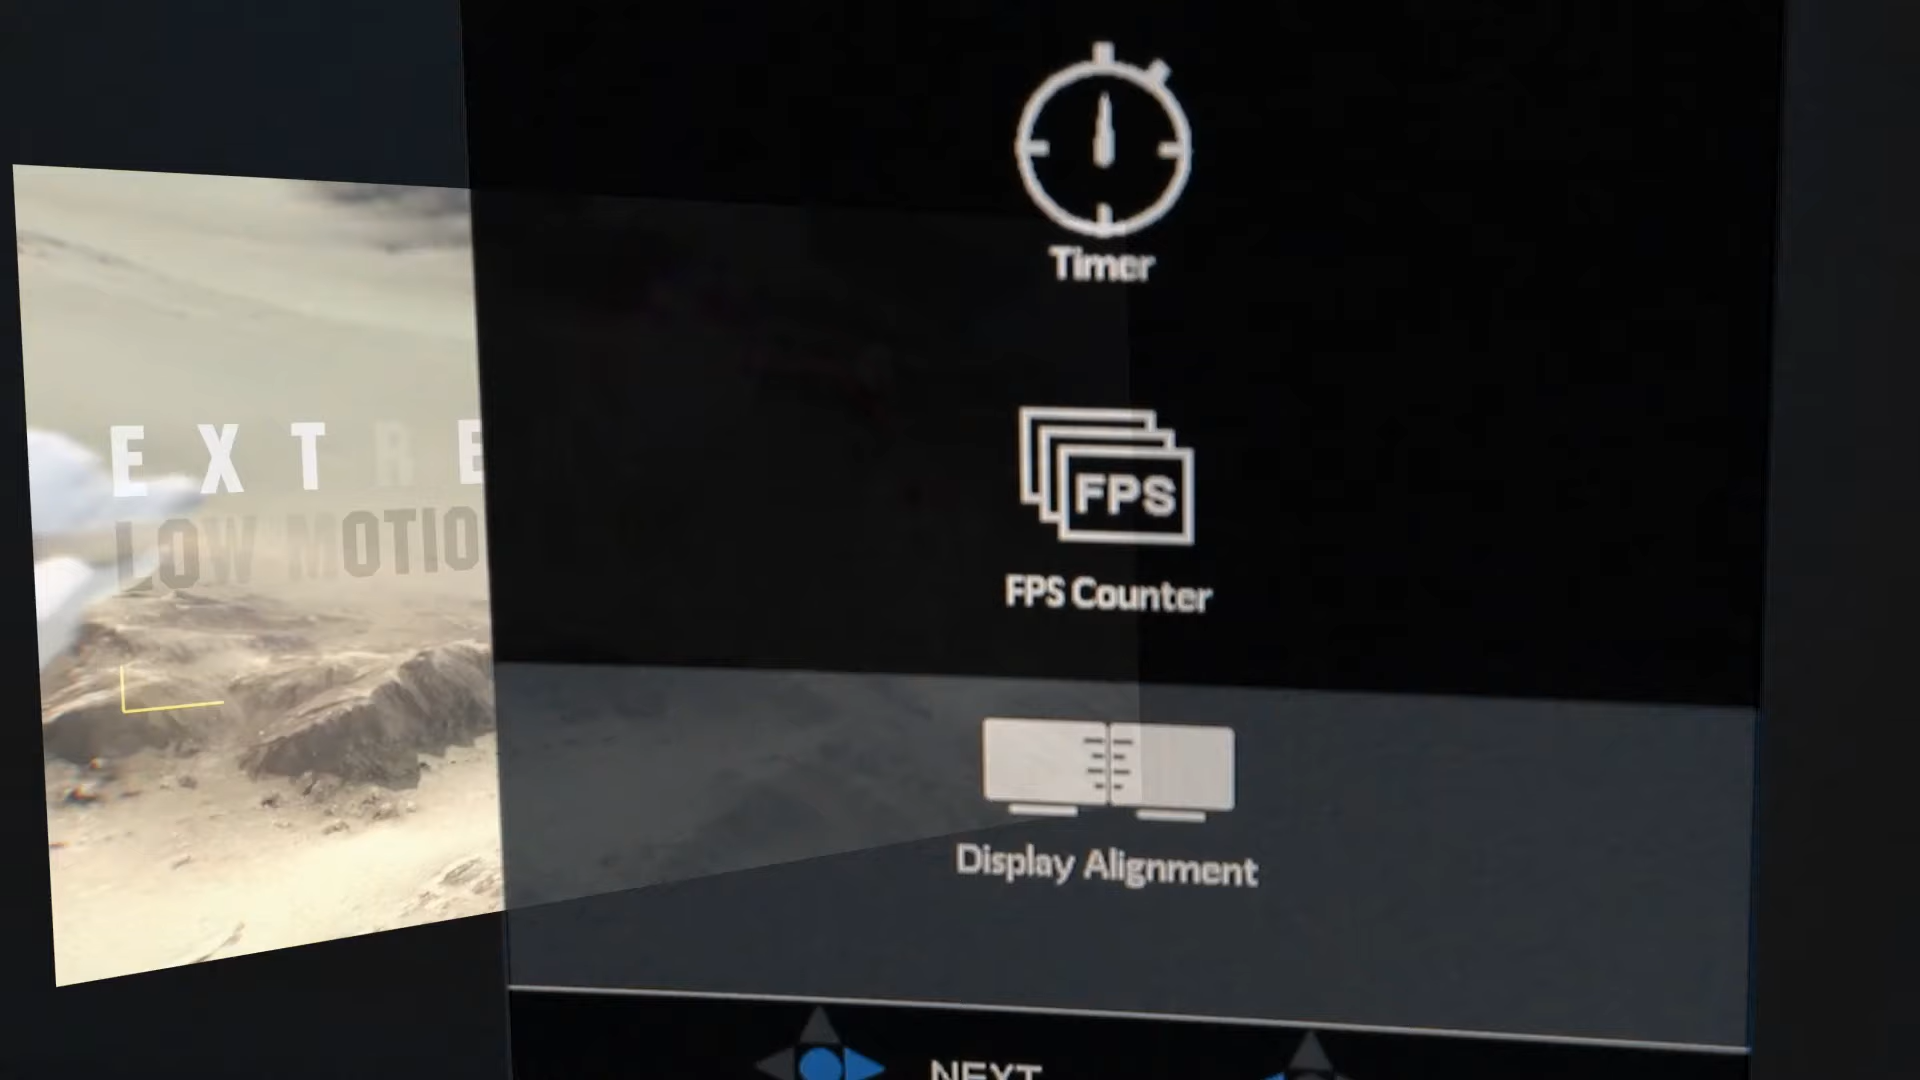 Timer
EXTRE
LOW MOTIO
FPS
FPS Counter
Display Alignment
NEXT